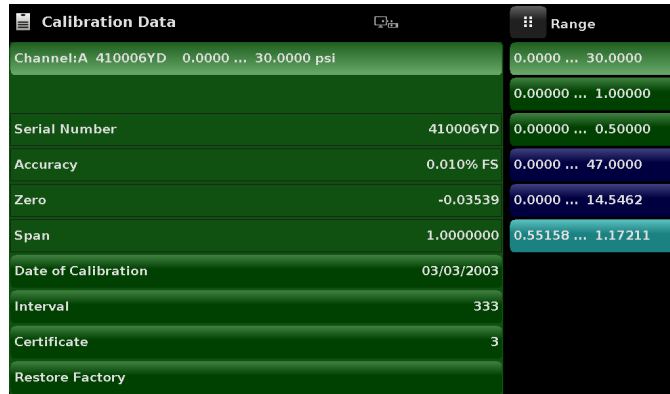 Calibration Data
Range
Channel:A 410006YD 0.0000 ... 30.0000 psi
0.0000 ... 30.0000
0.00000 ... 1.00000
Serial Number 410006YD
0.00000 ... 0.50000
Accuracy 0.010% FS
0.0000 ... 47.0000
Zero -0.03539
0.0000 ... 14.5462
Span 1.0000000
0.55158 ... 1.17211
Date of Calibration 03/03/2003
Interval 333
Certificate 3
Restore Factory